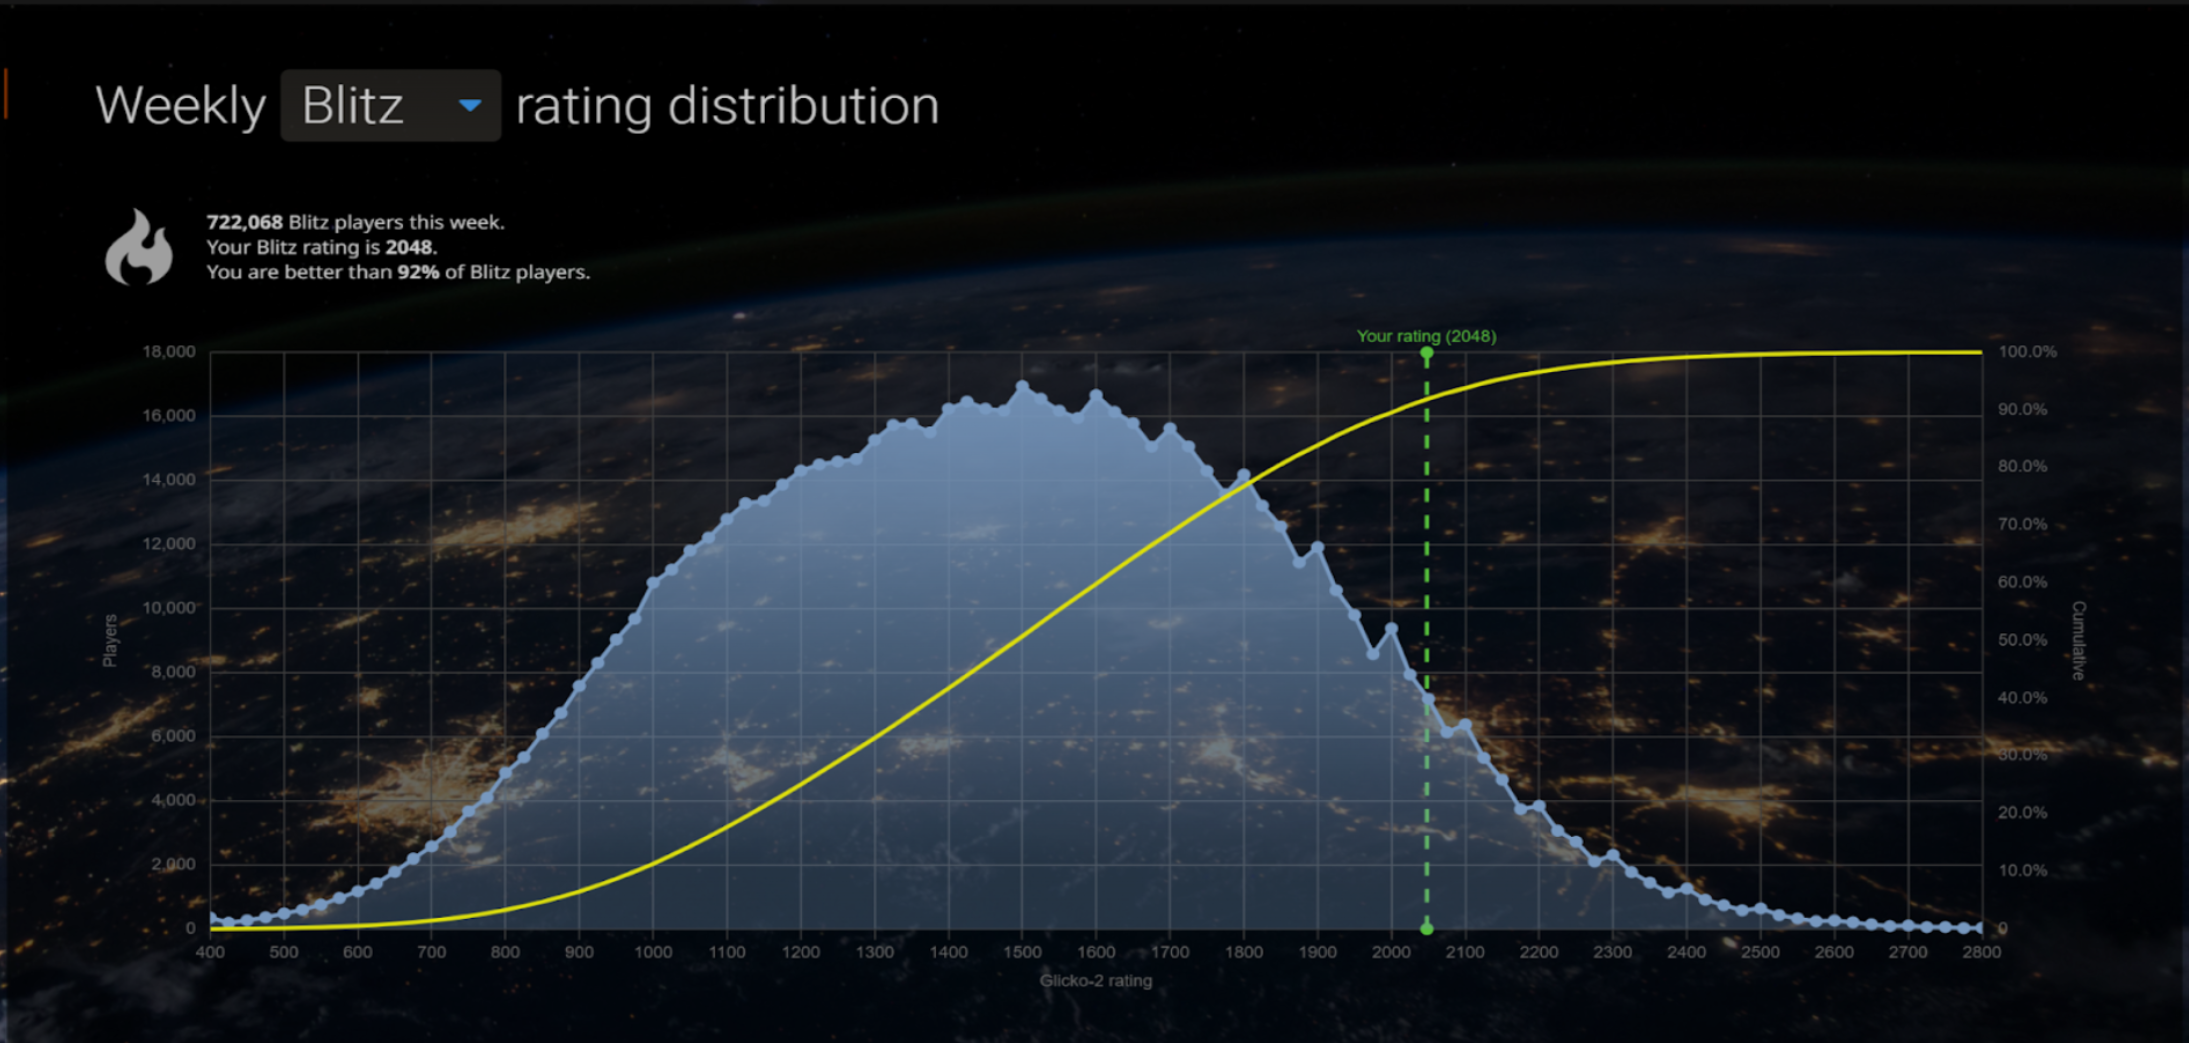 Weekly Blitz rating distribution
722,068 Blitz players this week.
Your Blitz rating is 2048.
You are better than 92% of Blitz players.
Your rating (2048)
18,000
16,000
14,000
12,000
10,000
8,000
6,000
4,000
2,000
0
Players
100.0%
90.0%
80.0%
70.0%
60.0%
50.0%
40.0%
30.0%
20.0%
10.0%
0
Cumulative
400 500 600 700 800 900 1000 1100 1200 1300 1400 1500 1600 1700 1800 1900 2000 2100 2200 2300 2400 2500 2600 2700 2800
Glicko-2 rating